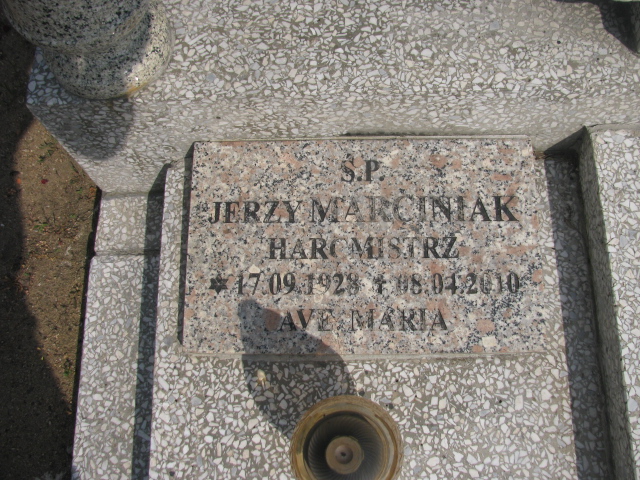 Ś.P.
JERZY MARCINIAK
HARCMISTRZ
* 17.09.1928 + 08.04.2010
AVE MARIA